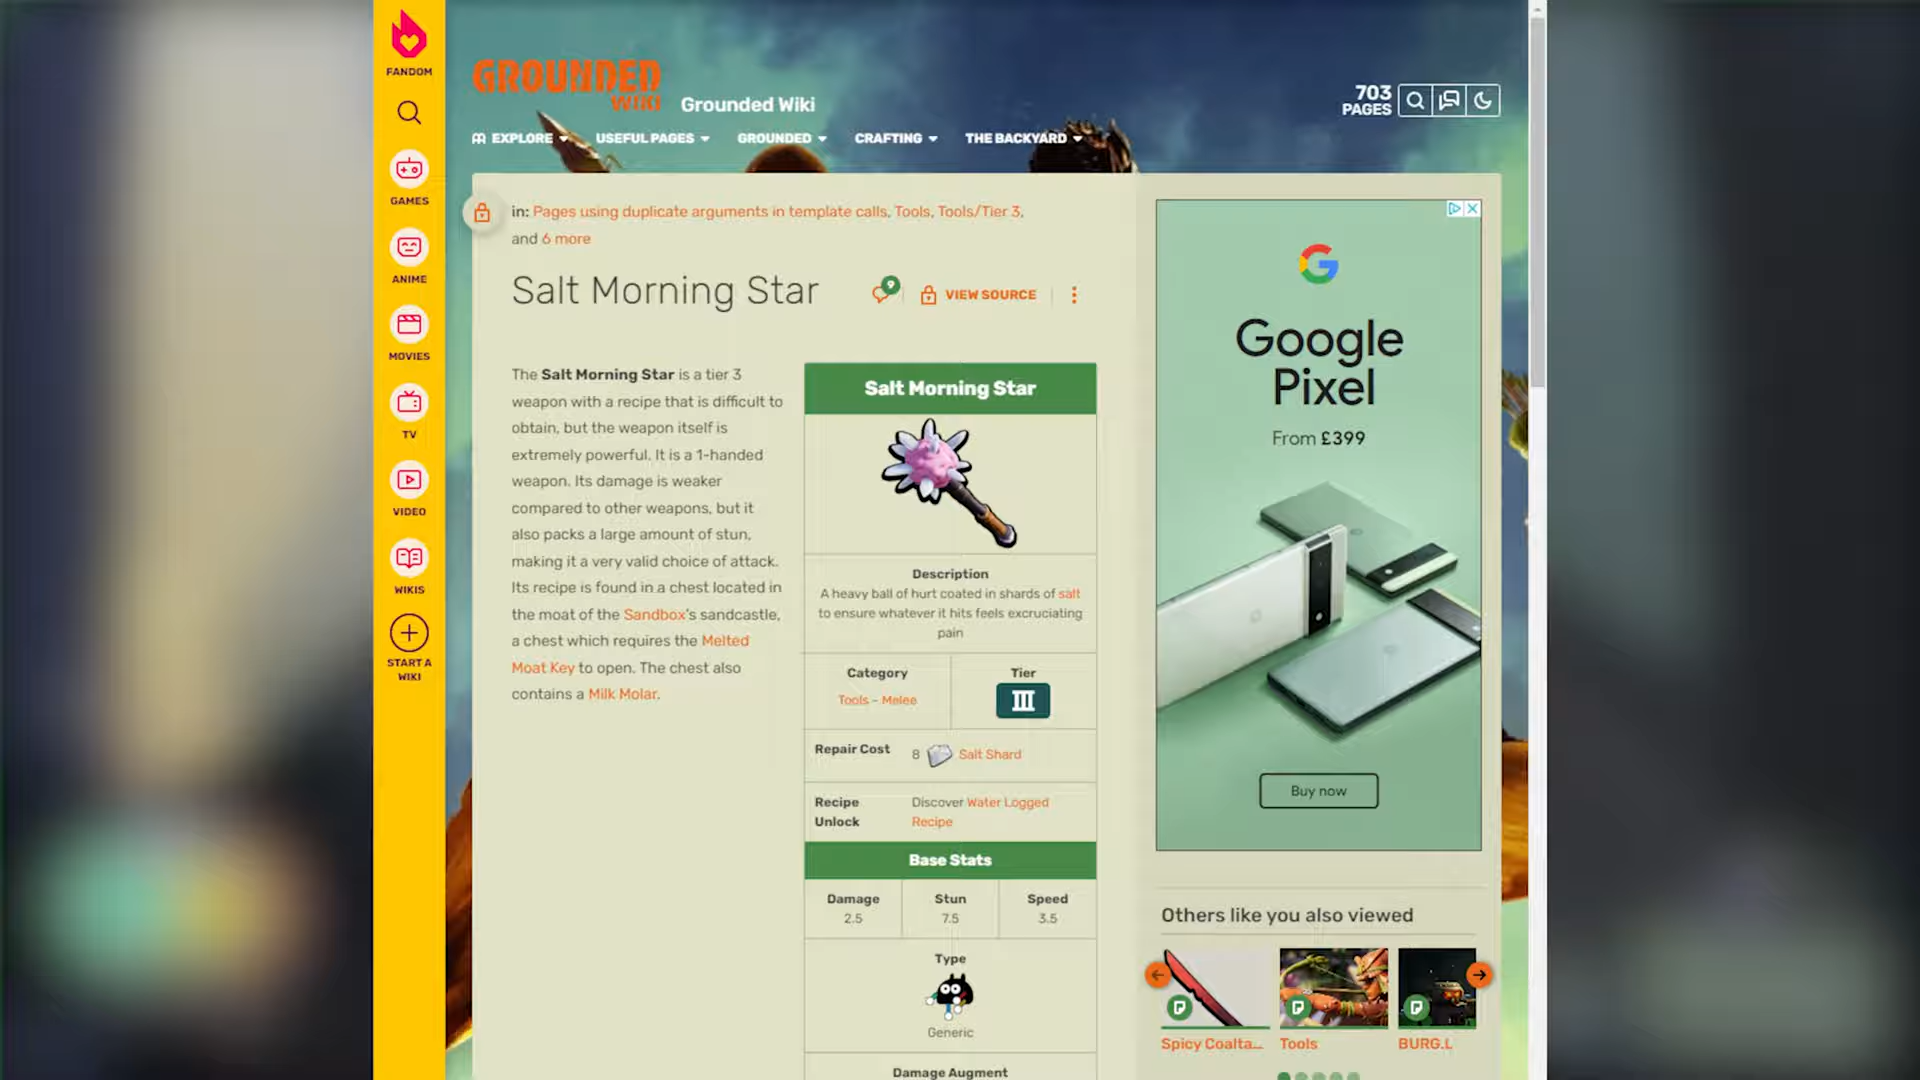 FANDOM
GAMES
ANIME
MOVIES
TV
VIDEO
WIKIS
START A
WIKI
GROUNDED
WIKI
Grounded Wiki
703
PAGES
EXPLORE
USEFUL PAGES
GROUNDED
CRAFTING
THE BACKYARD
in: Pages using duplicate arguments in template calls, Tools, Tools/Tier 3,
and 6 more
Salt Morning Star
9
VIEW SOURCE
The Salt Morning Star is a tier 3
weapon with a recipe that is difficult to
obtain, but the weapon itself is
extremely powerful. It is a 1-handed
weapon. Its damage is weaker
compared to other weapons, but it
also packs a large amount of stun,
making it a very valid choice of attack.
Its recipe is found in a chest located in
the moat of the Sandbox's sandcastle,
a chest which requires the Melted
Moat Key to open. The chest also
contains a Milk Molar.
Salt Morning Star
Description
A heavy ball of hurt coated in shards of salt
to ensure whatever it hits feels excruciating
pain
Category
Tools - Melee
Tier
III
Repair Cost
8 Salt Shard
Recipe
Unlock
Discover Water Logged
Recipe
Base Stats
Damage
2.5
Stun
7.5
Speed
3.5
Type
Generic
Damage Augment
Google
Pixel
From £399
Buy now
Others like you also viewed
Spicy Coalta...
Tools
BURG.L